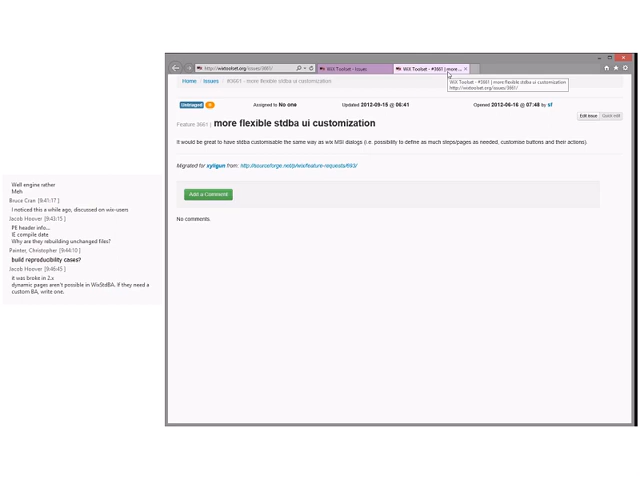 http://wixtoolset.org/issues/3661/
WiX Toolset - Issues
WiX Toolset - #3661 | more ...
WiX Toolset - #3661 | more flexible stdba ui customization
http://wixtoolset.org/issues/3661/
Home Issues #3661 - more flexible stdba ui customization
Untriaged
Assigned to No one
Updated 2012-09-15 @ 06:41
Opened 2012-06-16 @ 07:48 by sf
Edit issue Quick edit
Feature 3661 | more flexible stdba ui customization
It would be great to have stdba customisable the same way as wix MSI dialogs (i.e. possibility to define as much steps/pages as needed, customise buttons and their actions).
Migrated for xyligun from: http://sourceforge.net/p/wix/feature-requests/693/
Add a Comment
No comments.
Well engine rather
Meh
Bruce Cran [9:41:17 ]
I noticed this a while ago, discussed on wix-users
Jacob Hoover [9:43:15 ]
PE header info...
IE compile date
Why are they rebuilding unchanged files?
Painter, Christopher [9:44:10 ]
build reproducibility cases?
Jacob Hoover [9:46:45 ]
it was broke in 2.x
dynamic pages aren't possible in WixStdBA. If they need a
custom BA, write one.